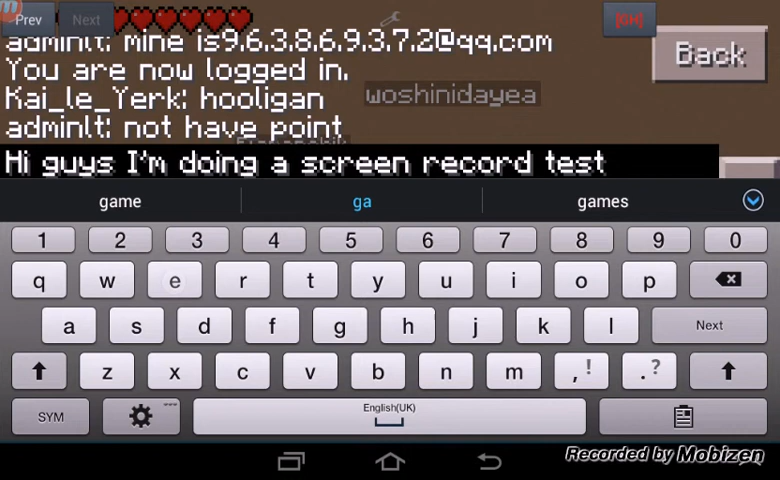 Prev Next [GH]
adminlt: mine is9.6.3.8.6.9.3.7.2@qq.com
You are now logged in. Back
Kai_le_Yerk: hooligan woshinidayea
adminlt: not have point
Hi guys I'm doing a screen record test
game ga games
1 2 3 4 5 6 7 8 9 0
q w e r t y u i o p
a s d f g h j k l Next
z x c v b n m ,! .?
SYM English(UK)
Recorded by Mobizen